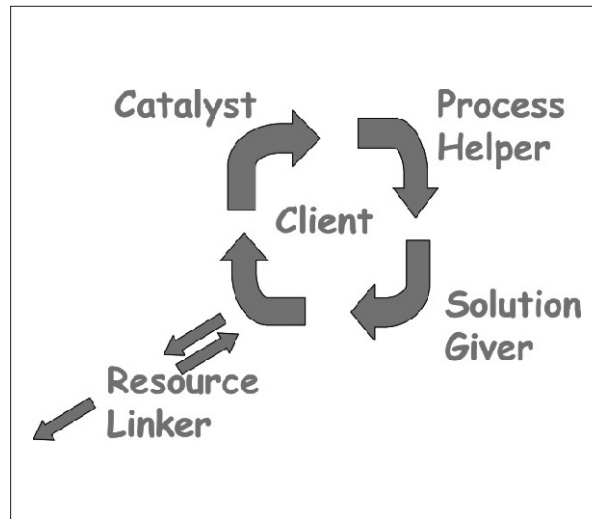 Catalyst
Process
Helper
Client
Solution
Giver
Resource
Linker